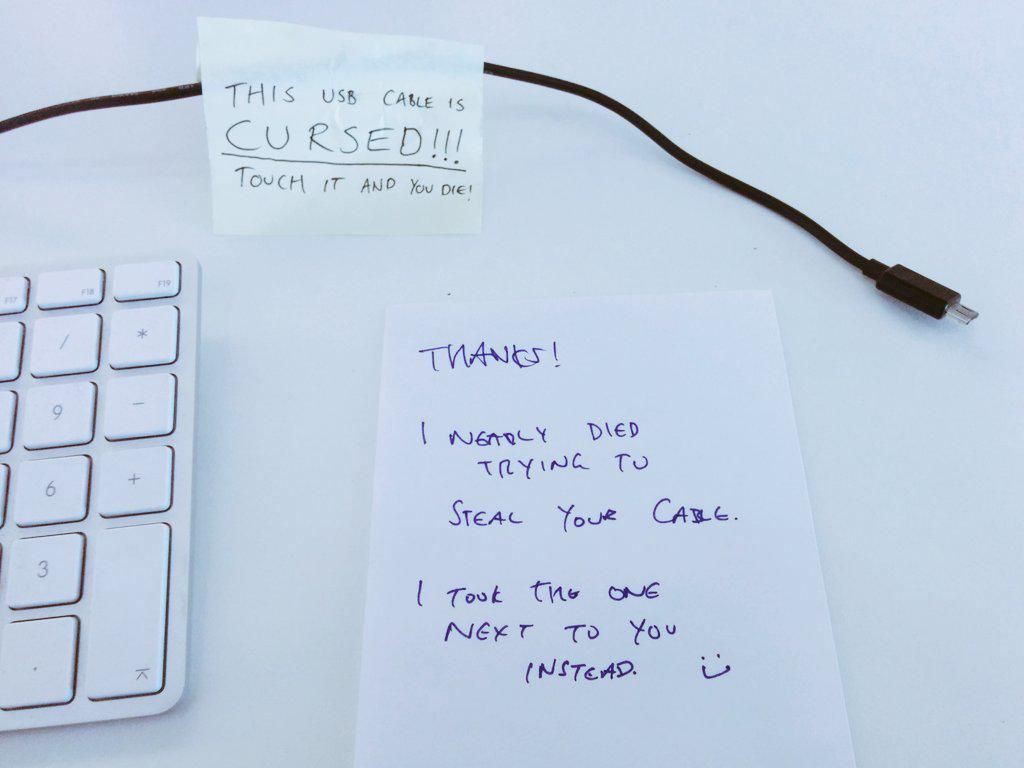 THIS USB CABLE IS
CURSED!!!
TOUCH IT AND YOU DIE!
F17 F18 F19
/ *
9 -
6 +
3
.
THANKS!
I NEARLY DIED
TRYING TO
STEAL YOUR CABLE.
I TOOK THE ONE
NEXT TO YOU
INSTEAD. :)